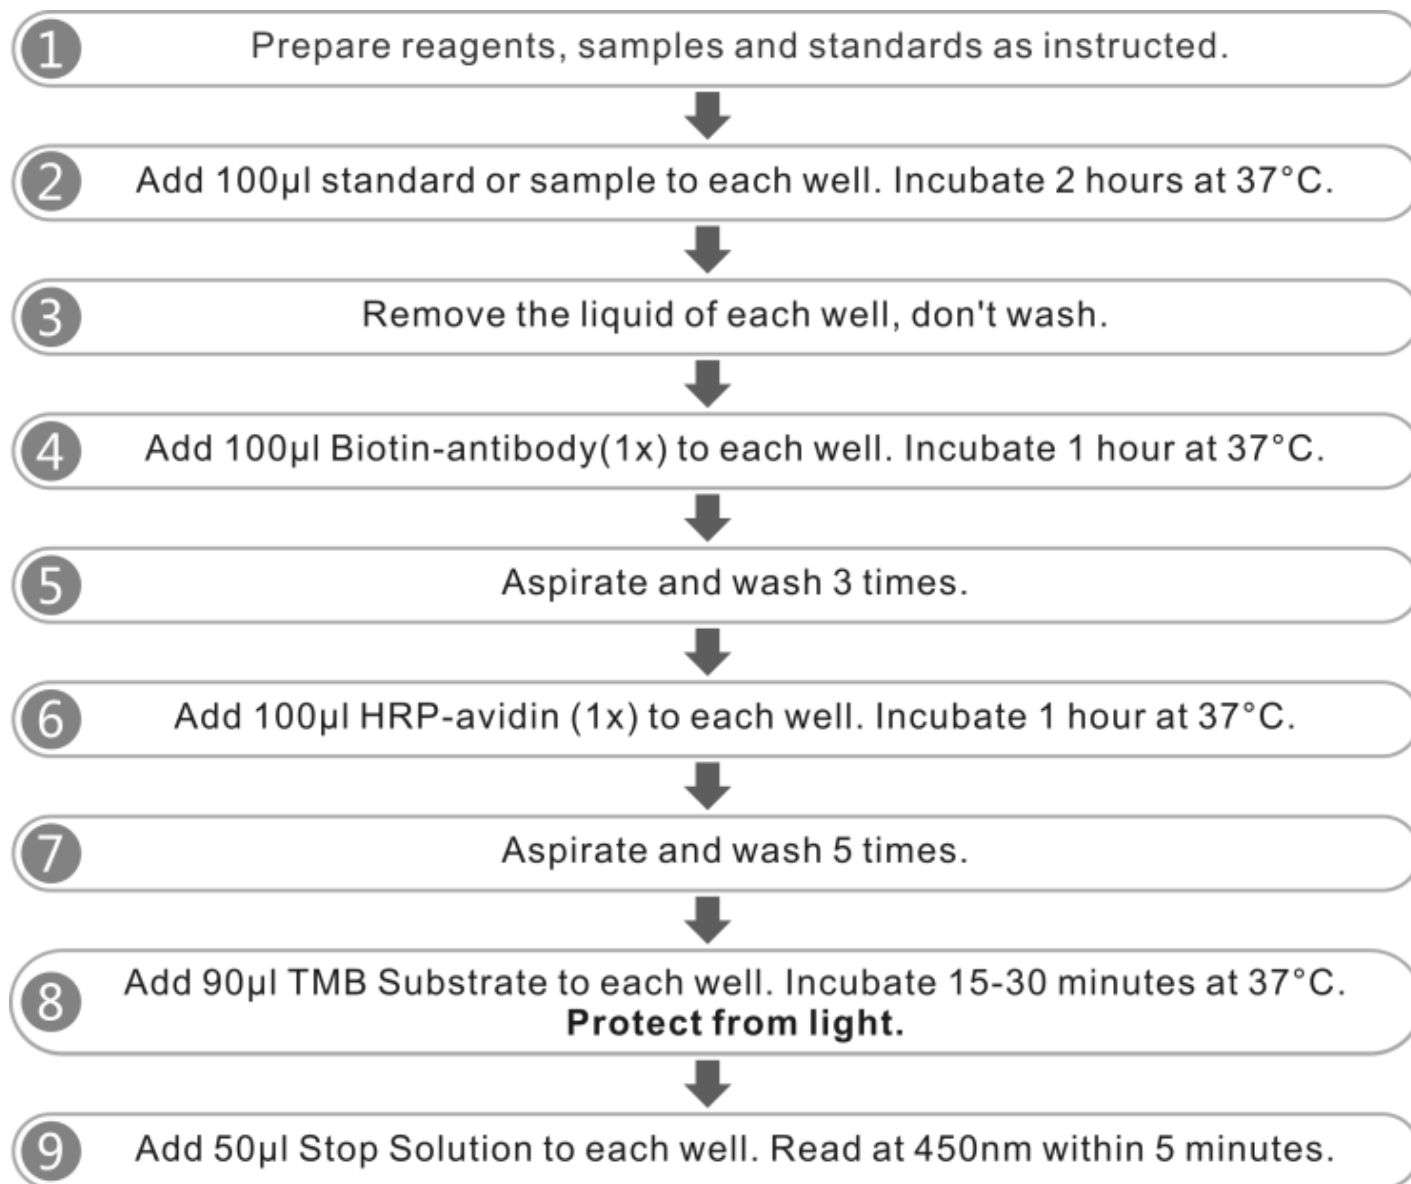 1 Prepare reagents, samples and standards as instructed.
2 Add 100μl standard or sample to each well. Incubate 2 hours at 37°C.
3 Remove the liquid of each well, don't wash.
4 Add 100μl Biotin-antibody(1x) to each well. Incubate 1 hour at 37°C.
5 Aspirate and wash 3 times.
6 Add 100μl HRP-avidin (1x) to each well. Incubate 1 hour at 37°C.
7 Aspirate and wash 5 times.
8 Add 90μl TMB Substrate to each well. Incubate 15-30 minutes at 37°C.
Protect from light.
9 Add 50μl Stop Solution to each well. Read at 450nm within 5 minutes.